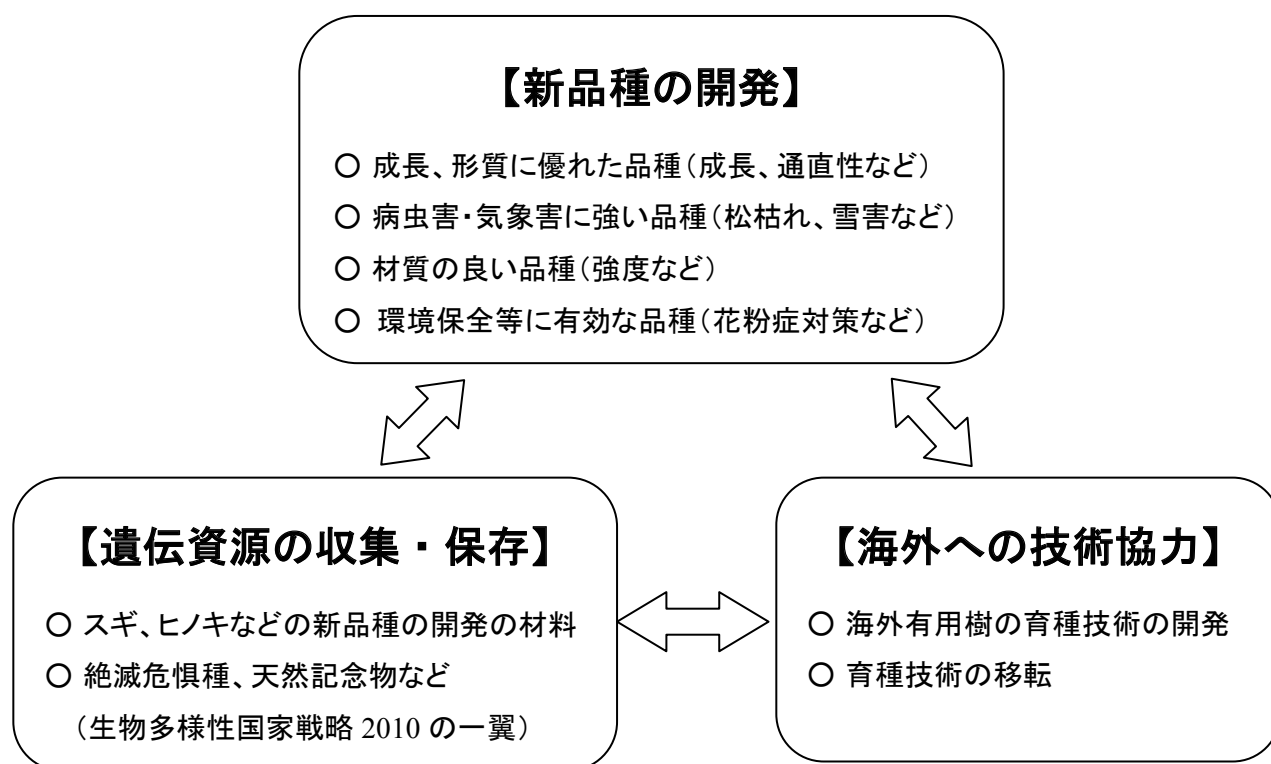 【新品種の開発】
○ 成長、形質に優れた品種(成長、通直性など)
○ 病虫害・気象害に強い品種(松枯れ、雪害など)
○ 材質の良い品種(強度など)
○ 環境保全等に有効な品種(花粉症対策など)
【遺伝資源の収集・保存】
○ スギ、ヒノキなどの新品種の開発の材料
○ 絶滅危惧種、天然記念物など
(生物多様性国家戦略 2010 の一翼)
【海外への技術協力】
○ 海外有用樹の育種技術の開発
○ 育種技術の移転